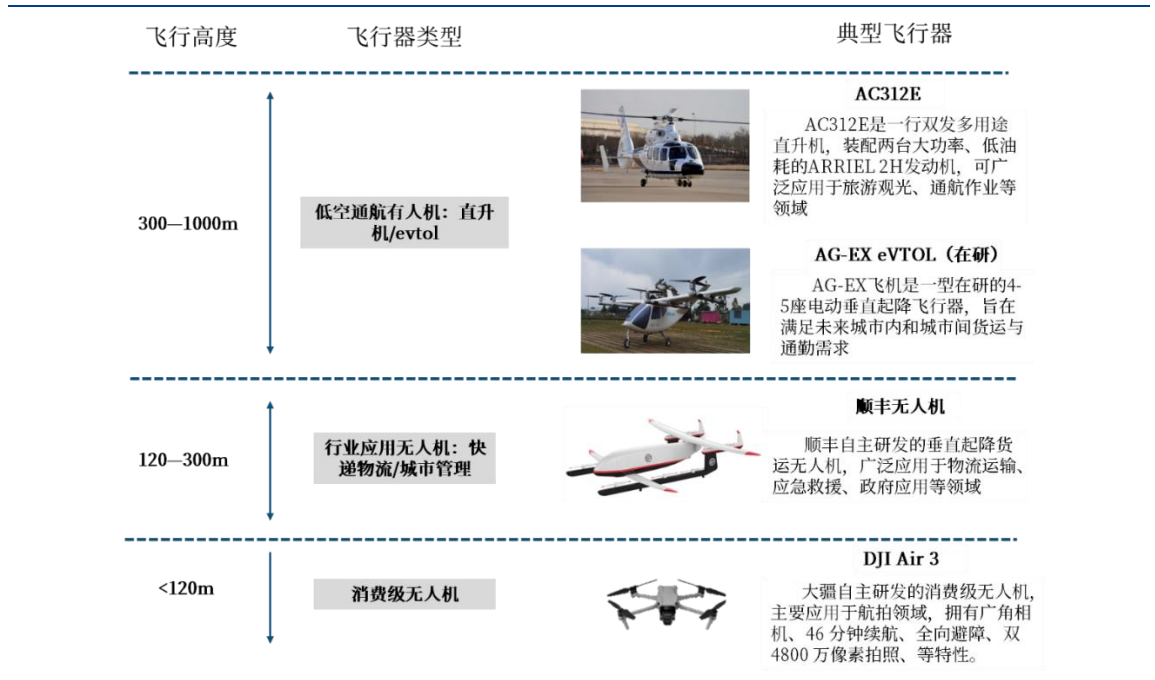 飞行高度
飞行器类型
典型飞行器
300—1000m
低空通航有人机：直升
机/evtol
AC312E
AC312E是一行双发多用途
直升机，装配两台大功率、低油
耗的ARRIEL 2H发动机，可广
泛应用于旅游观光、通航作业等
领域
AG-EX eVTOL（在研）
AG-EX飞机是一型在研的4-
5座电动垂直起降飞行器，旨在
满足未来城市内和城市间货运与
通勤需求
120—300m
行业应用无人机：快
递物流/城市管理
顺丰无人机
顺丰自主研发的垂直起降货
运无人机，广泛应用于物流运输、
应急救援、政府应用等领域
<120m
消费级无人机
DJI Air 3
大疆自主研发的消费级无人机，
主要应用于航拍领域，拥有广角相
机、46 分钟续航、全向避障、双
4800 万像素拍照、等特性。